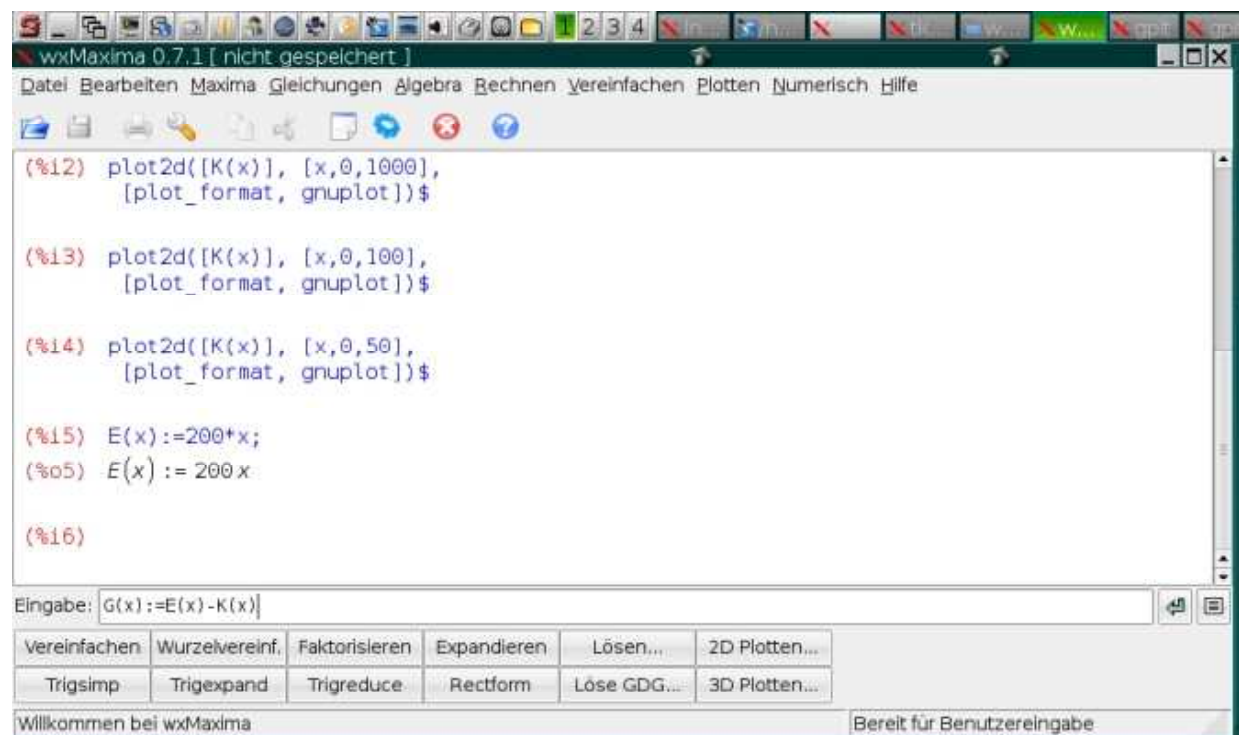 1 2 3 4
wxMaxima 0.7.1 [ nicht gespeichert ]
Datei Bearbeiten Maxima Gleichungen Algebra Rechnen Vereinfachen Plotten Numerisch Hilfe
(%i2) plot2d([K(x)], [x,0,1000],
[plot_format, gnuplot])$
(%i3) plot2d([K(x)], [x,0,100],
[plot_format, gnuplot])$
(%i4) plot2d([K(x)], [x,0,50],
[plot_format, gnuplot])$
(%i5) E(x):=200*x;
(%o5) E(x) := 200 x
(%i6)
Eingabe: G(x):=E(x)-K(x)
Vereinfachen Wurzelvereinf. Faktorisieren Expandieren Lösen... 2D Plotten...
Trigsimp Trigexpand Trigreduce Rectform Löse GDG... 3D Plotten...
Willkommen bei wxMaxima Bereit für Benutzereingabe